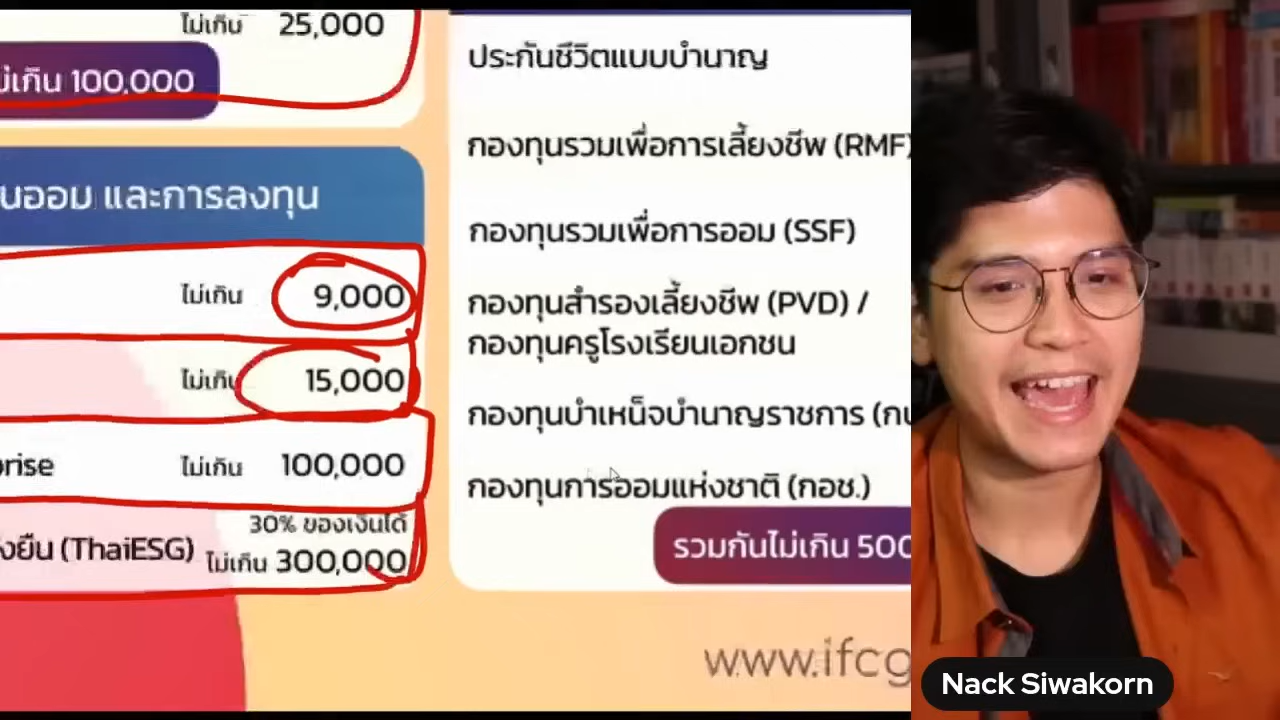 ไม่เกิน 25,000
ม่เกิน 100,000
นออม และการลงทุน
ไม่เกิน 9,000
ไม่เกิน 15,000
prise ไม่เกิน 100,000
30% ของเงินได้
งยืน (ThaiESG) ไม่เกิน 300,000
ประกันชีวิตแบบบำนาญ
กองทุนรวมเพื่อการเลี้ยงชีพ (RMF)
กองทุนรวมเพื่อการออม (SSF)
กองทุนสำรองเลี้ยงชีพ (PVD) /
กองทุนครูโรงเรียนเอกชน
กองทุนบำเหน็จบำนาญราชการ (กบ
กองทุนการออมแห่งชาติ (กอช.)
รวมกันไม่เกิน 500
www.ifcg
Nack Siwakorn